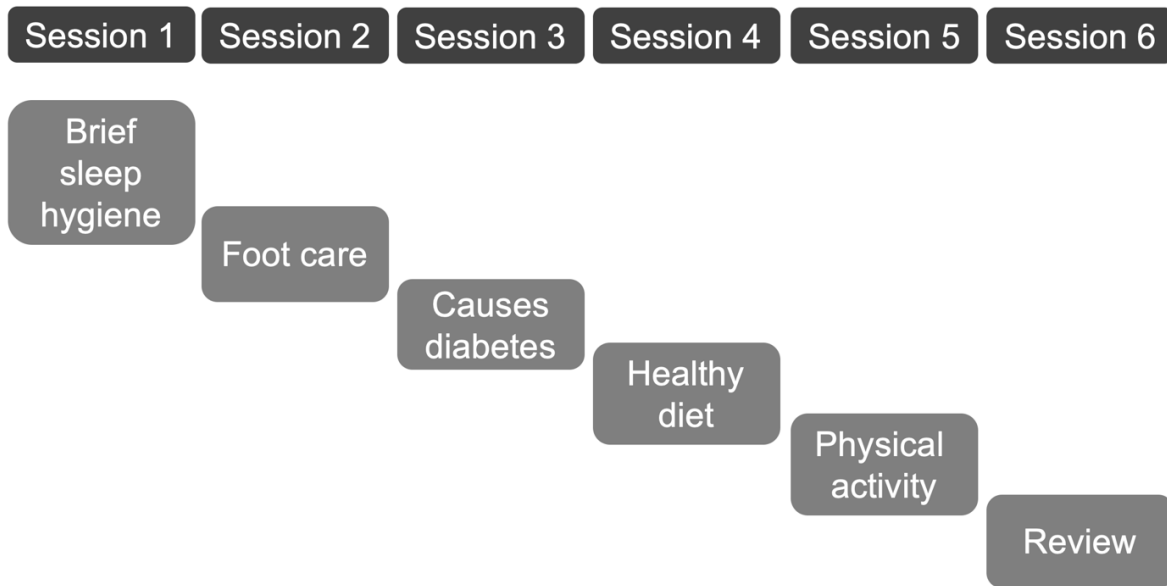 Session 1
Session 2
Session 3
Session 4
Session 5
Session 6
Brief
sleep
hygiene
Foot care
Causes
diabetes
Healthy
diet
Physical
activity
Review